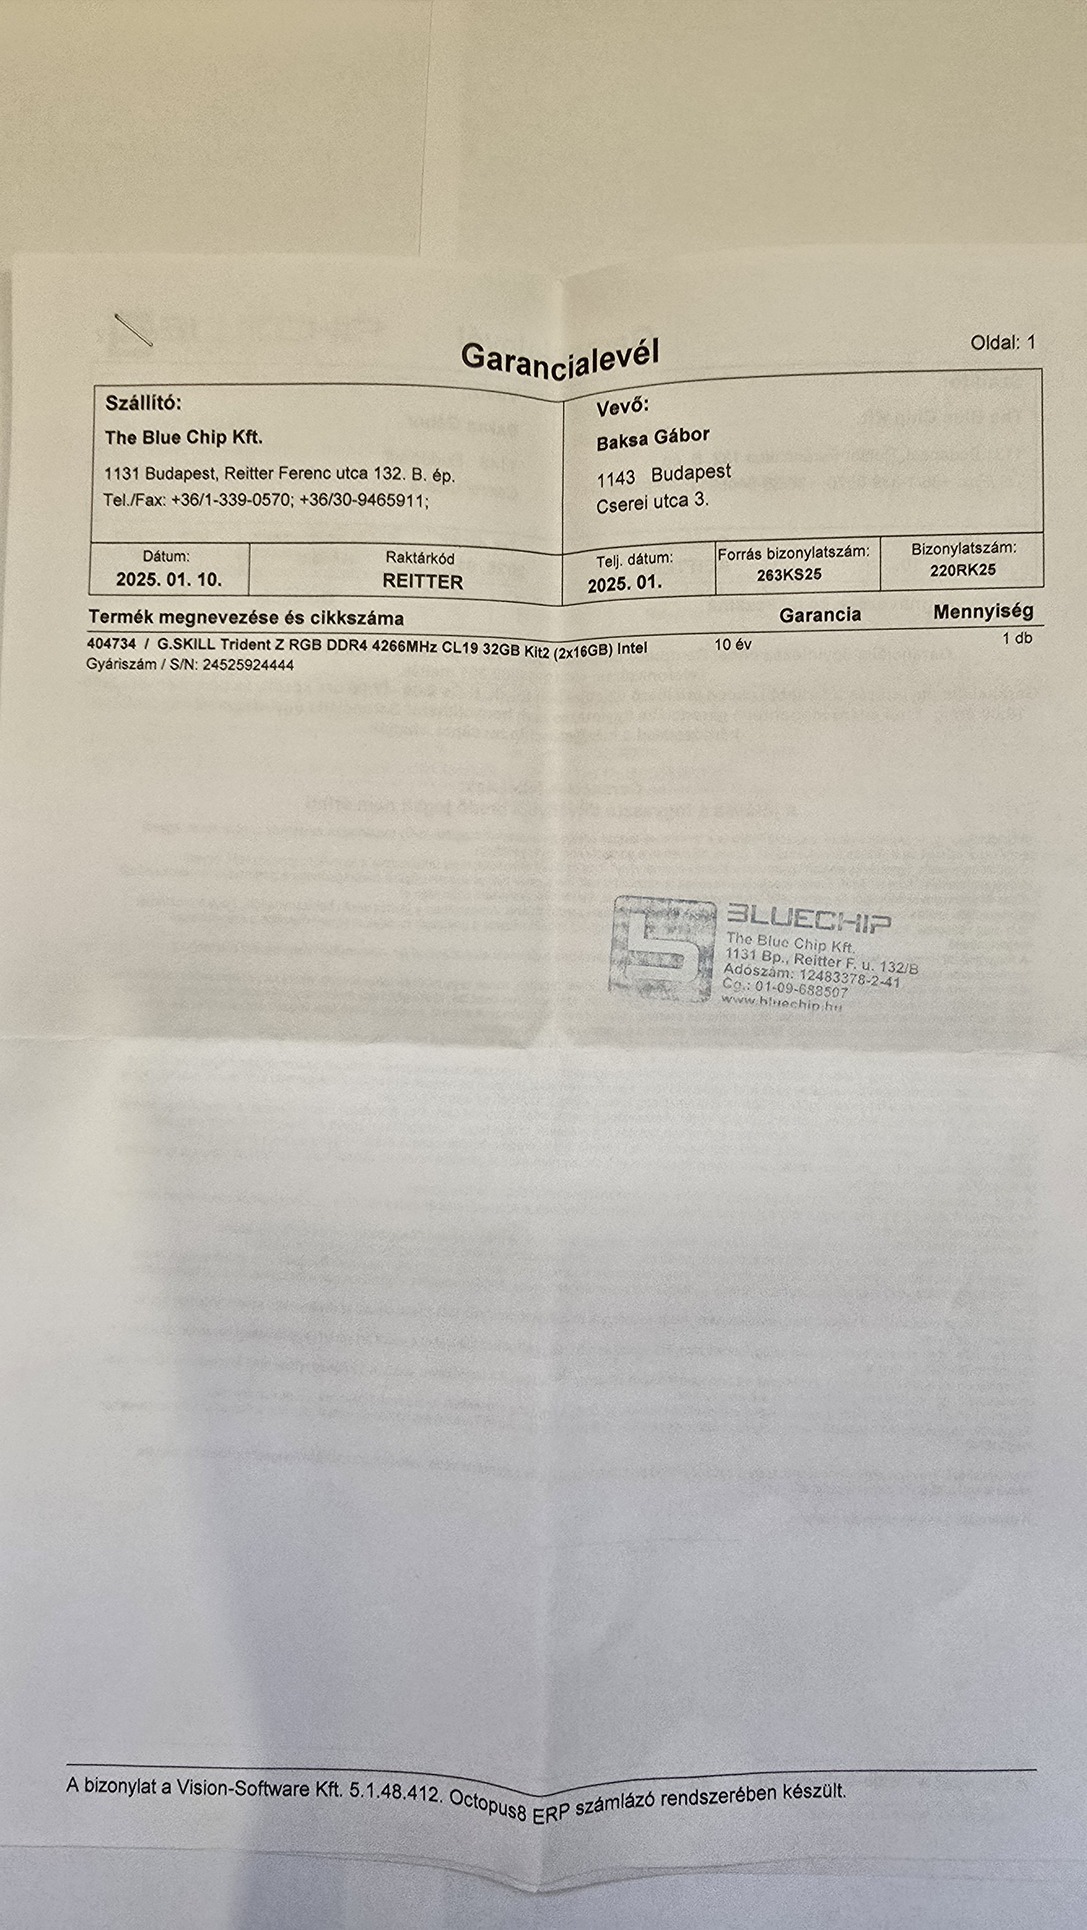 Garancialevél
Oldal: 1
Szállító:
The Blue Chip Kft.
1131 Budapest, Reitter Ferenc utca 132. B. ép.
Tel./Fax: +36/1-339-0570; +36/30-9465911;
Vevő:
Baksa Gábor
1143 Budapest
Cserei utca 3.
Dátum:
2025. 01. 10.
Raktárkód
REITTER
Telj. dátum:
2025. 01.
Forrás bizonylatszám:
263KS25
Bizonylatszám:
220RK25
Termék megnevezése és cikkszáma Garancia Mennyiség
404734 / G.SKILL Trident Z RGB DDR4 4266MHz CL19 32GB Kit2 (2x16GB) Intel 10 év 1 db
Gyáriszám / S/N: 24525924444
BLUECHIP
The Blue Chip Kft.
1131 Bp., Reitter F. u. 132/B
Adószám: 12483378-2-41
Cg.: 01-09-688507
www.bluechip.hu
A bizonylat a Vision-Software Kft. 5.1.48.412. Octopus8 ERP számlázó rendszerében készült.